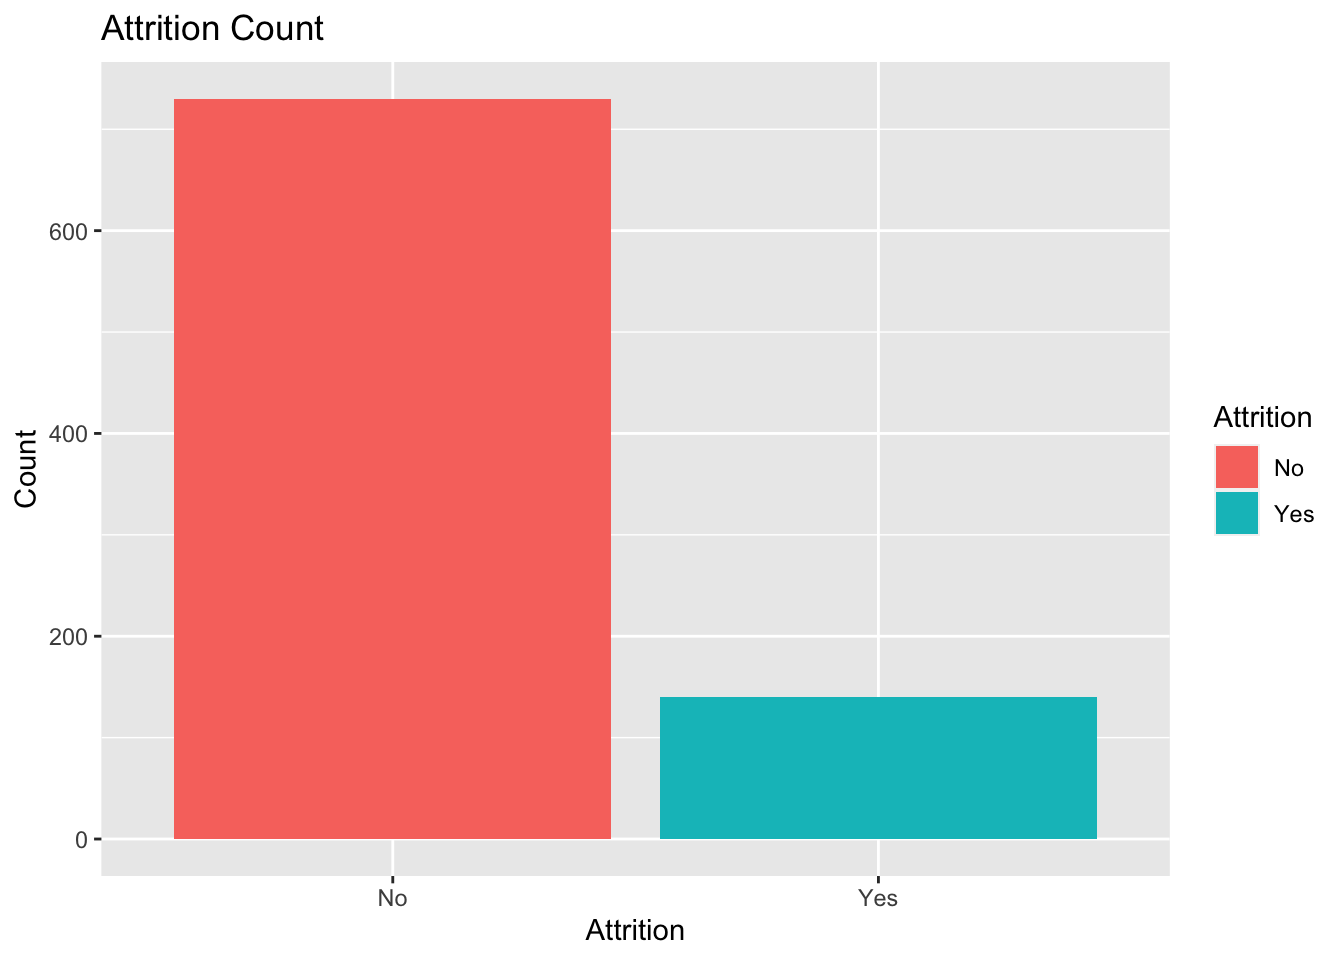 Attrition Count
600
400
200
0
Count
No
Yes
Attrition
Attrition
No
Yes